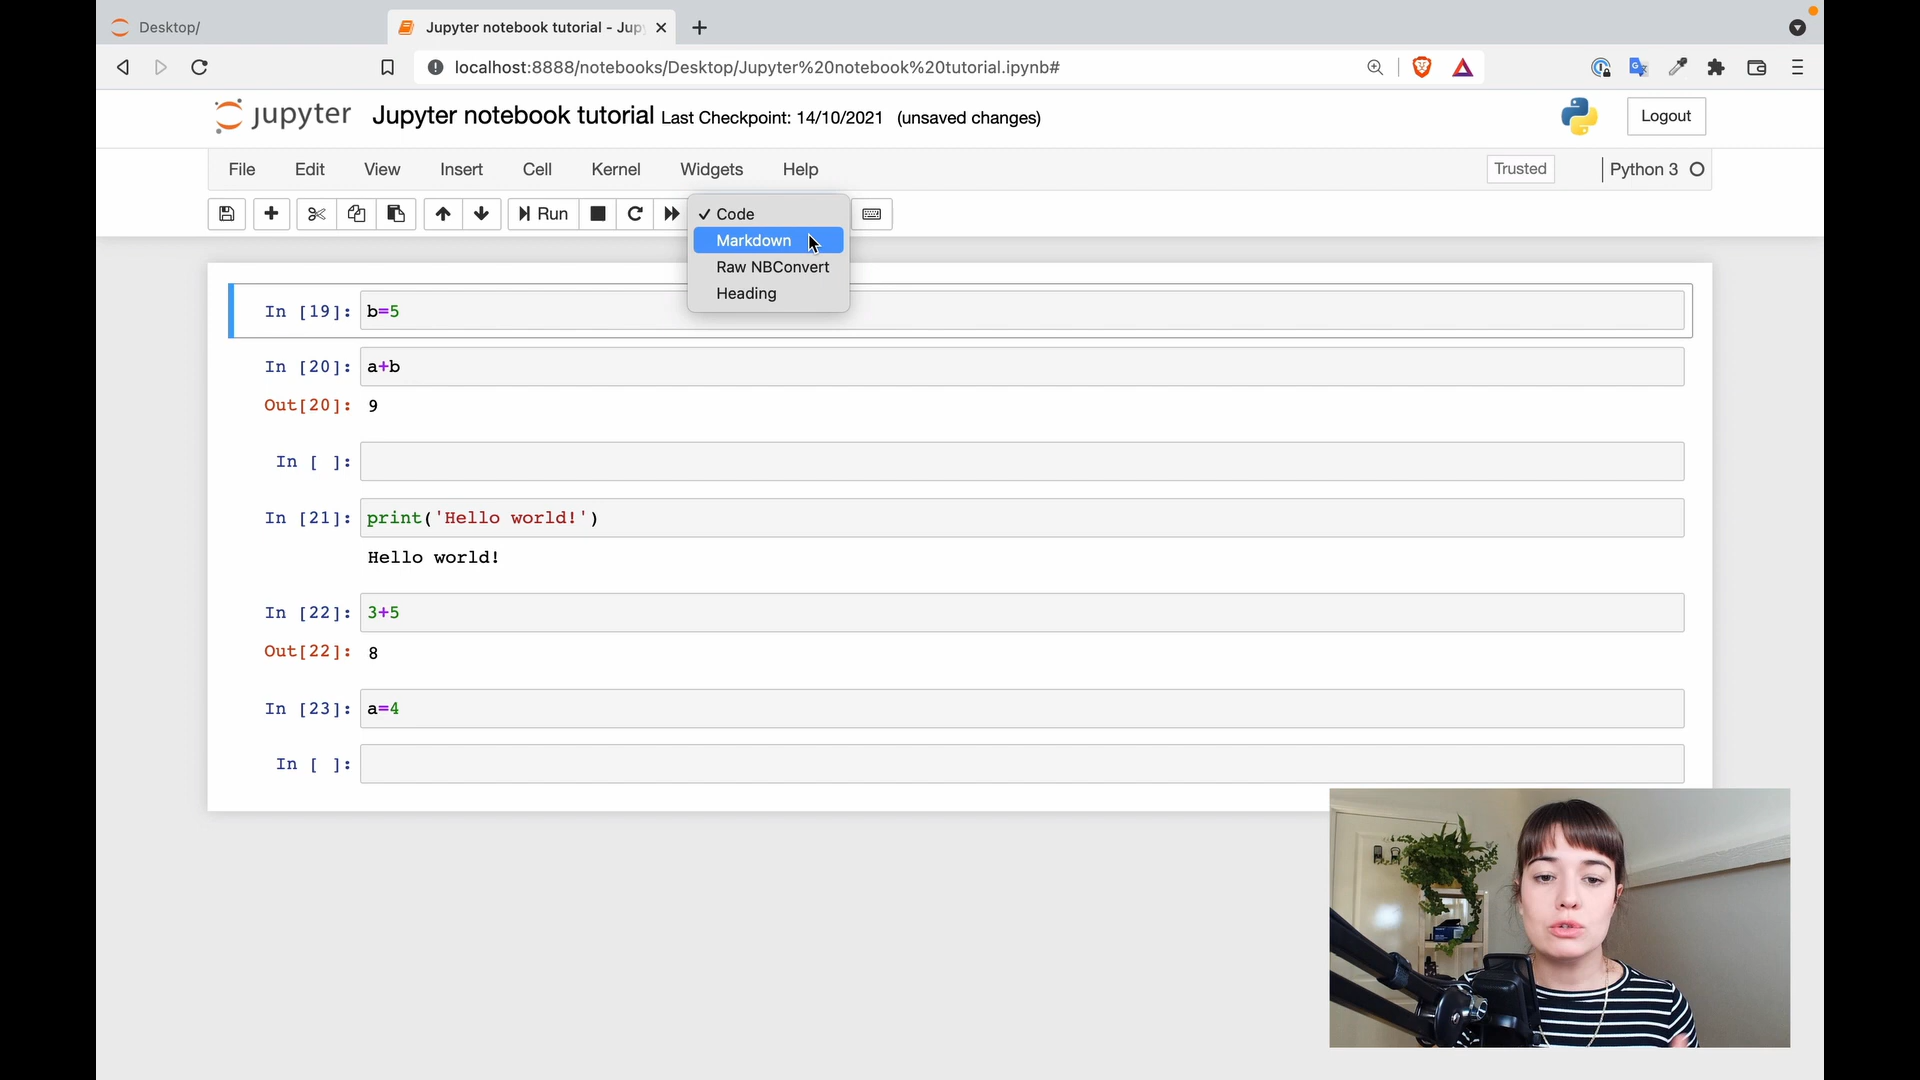 Desktop/
Jupyter notebook tutorial - Jup
localhost:8888/notebooks/Desktop/Jupyter%20notebook%20tutorial.ipynb#
jupyter Jupyter notebook tutorial Last Checkpoint: 14/10/2021 (unsaved changes)
Logout
File Edit View Insert Cell Kernel Widgets Help
Trusted
Python 3
Run
✓ Code
Markdown
Raw NBConvert
Heading
In [19]: b=5
In [20]: a+b
Out[20]: 9
In [ ]:
In [21]: print('Hello world!')
Hello world!
In [22]: 3+5
Out[22]: 8
In [23]: a=4
In [ ]: